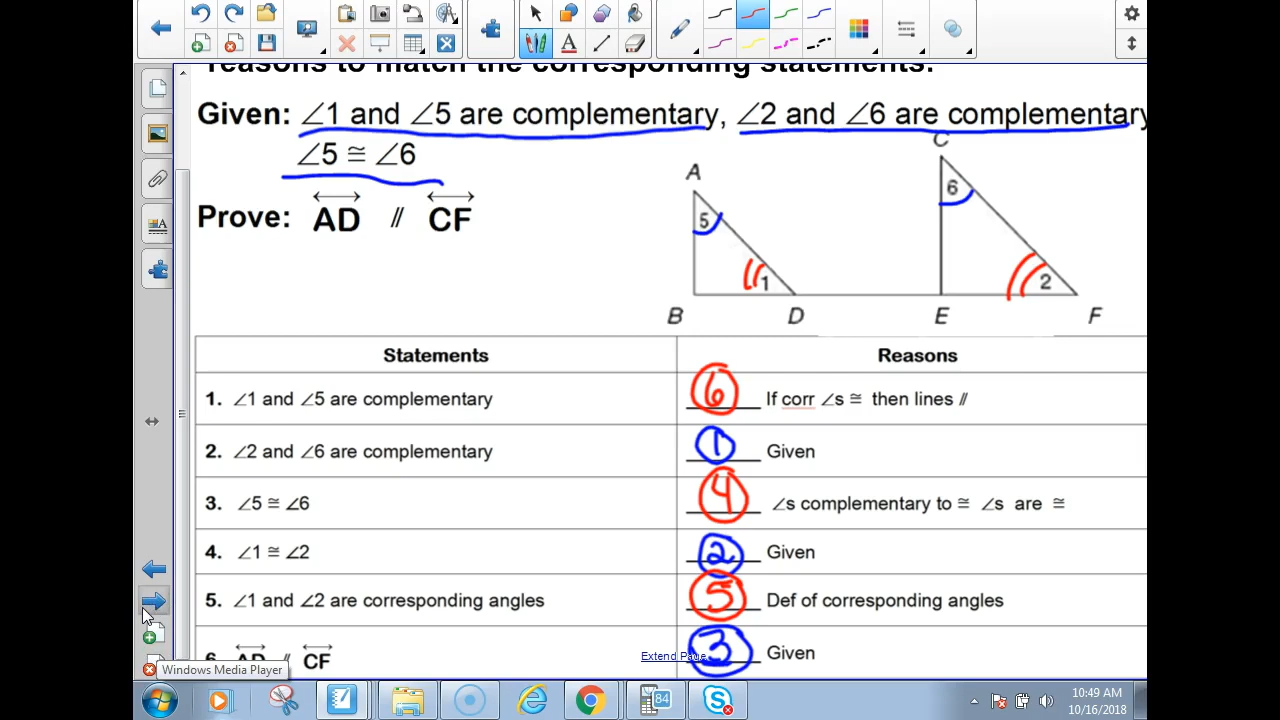 reasons to match the corresponding statements.
Given: ∠1 and ∠5 are complementary, ∠2 and ∠6 are complementary
∠5 ≅ ∠6
Prove: AD // CF
A
C
5
6
1
2
B
D
E
F
Statements
Reasons
1. ∠1 and ∠5 are complementary
6 If corr ∠s ≅ then lines //
2. ∠2 and ∠6 are complementary
1 Given
3. ∠5 ≅ ∠6
4 ∠s complementary to ≅ ∠s are ≅
4. ∠1 ≅ ∠2
2 Given
5. ∠1 and ∠2 are corresponding angles
5 Def of corresponding angles
6. AD // CF
3 Given
Extend Page
Windows Media Player
84
10:49 AM
10/16/2018